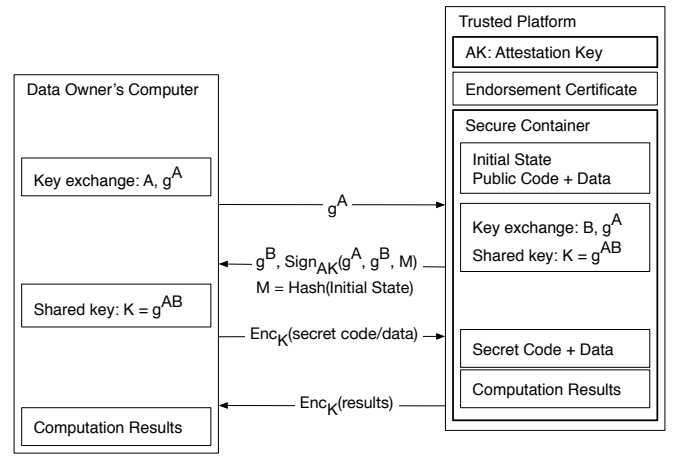 Trusted Platform
AK: Attestation Key
Endorsement Certificate
Data Owner's Computer
Secure Container
Initial State
Public Code + Data
Key exchange: A, g^A
g^A
Key exchange: B, g^A
Shared key: K = g^AB
g^B, Sign_AK(g^A, g^B, M)
M = Hash(Initial State)
Shared key: K = g^AB
Enc_K(secret code/data)
Secret Code + Data
Computation Results
Enc_K(results)
Computation Results